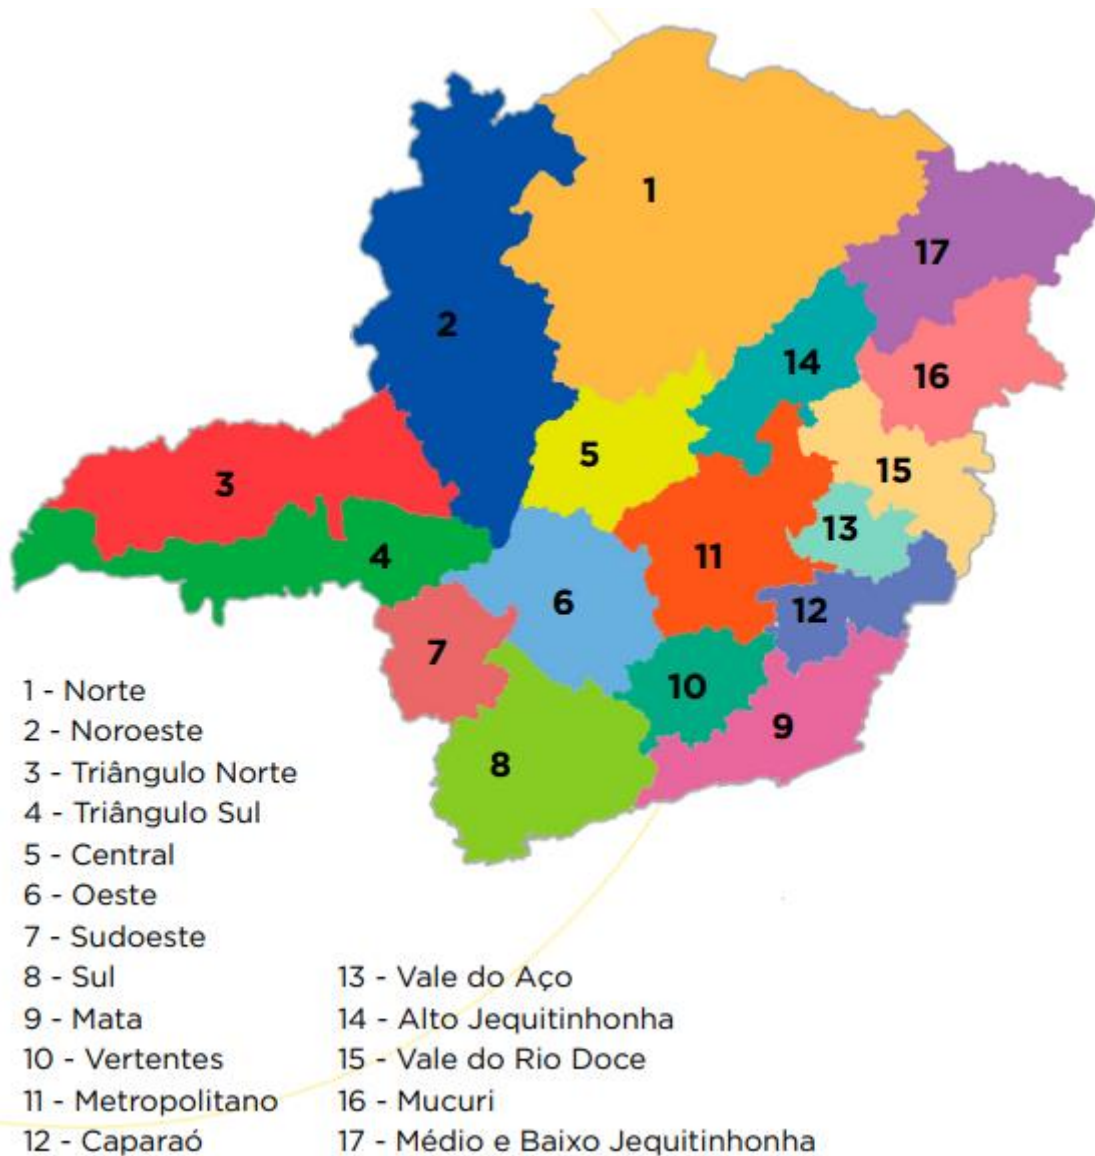 1
2
17
14
16
5
3
15
13
4
11
6
12
7
10
9
8
1 - Norte
2 - Noroeste
3 - Triângulo Norte
4 - Triângulo Sul
5 - Central
6 - Oeste
7 - Sudoeste
8 - Sul
9 - Mata
10 - Vertentes
11 - Metropolitano
12 - Caparaó
13 - Vale do Aço
14 - Alto Jequitinhonha
15 - Vale do Rio Doce
16 - Mucuri
17 - Médio e Baixo Jequitinhonha